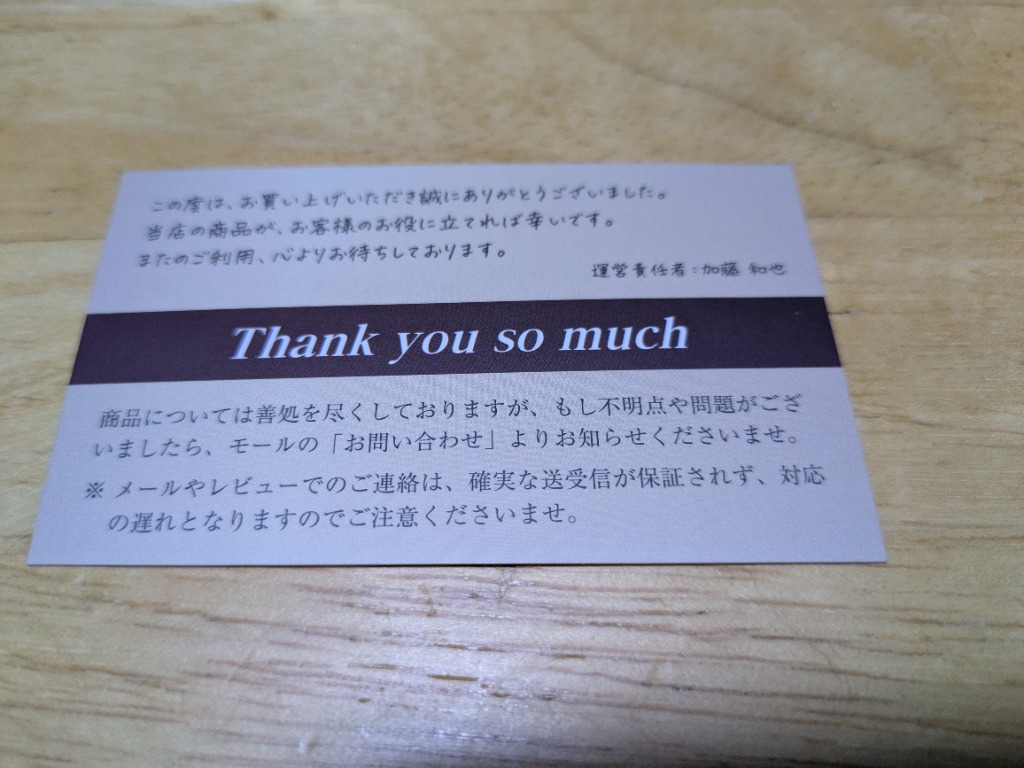 この度は、お買い上げいただき誠にありがとうございました。
当店の商品が、お客様のお役に立てれば幸いです。
またのご利用、心よりお待ちしております。
運営責任者：加藤 和也
Thank you so much
商品については善処を尽くしておりますが、もし不明点や問題がござ
いましたら、モールの「お問い合わせ」よりお知らせくださいませ。
※ メールやレビューでのご連絡は、確実な送受信が保証されず、対応
の遅れとなりますのでご注意くださいませ。